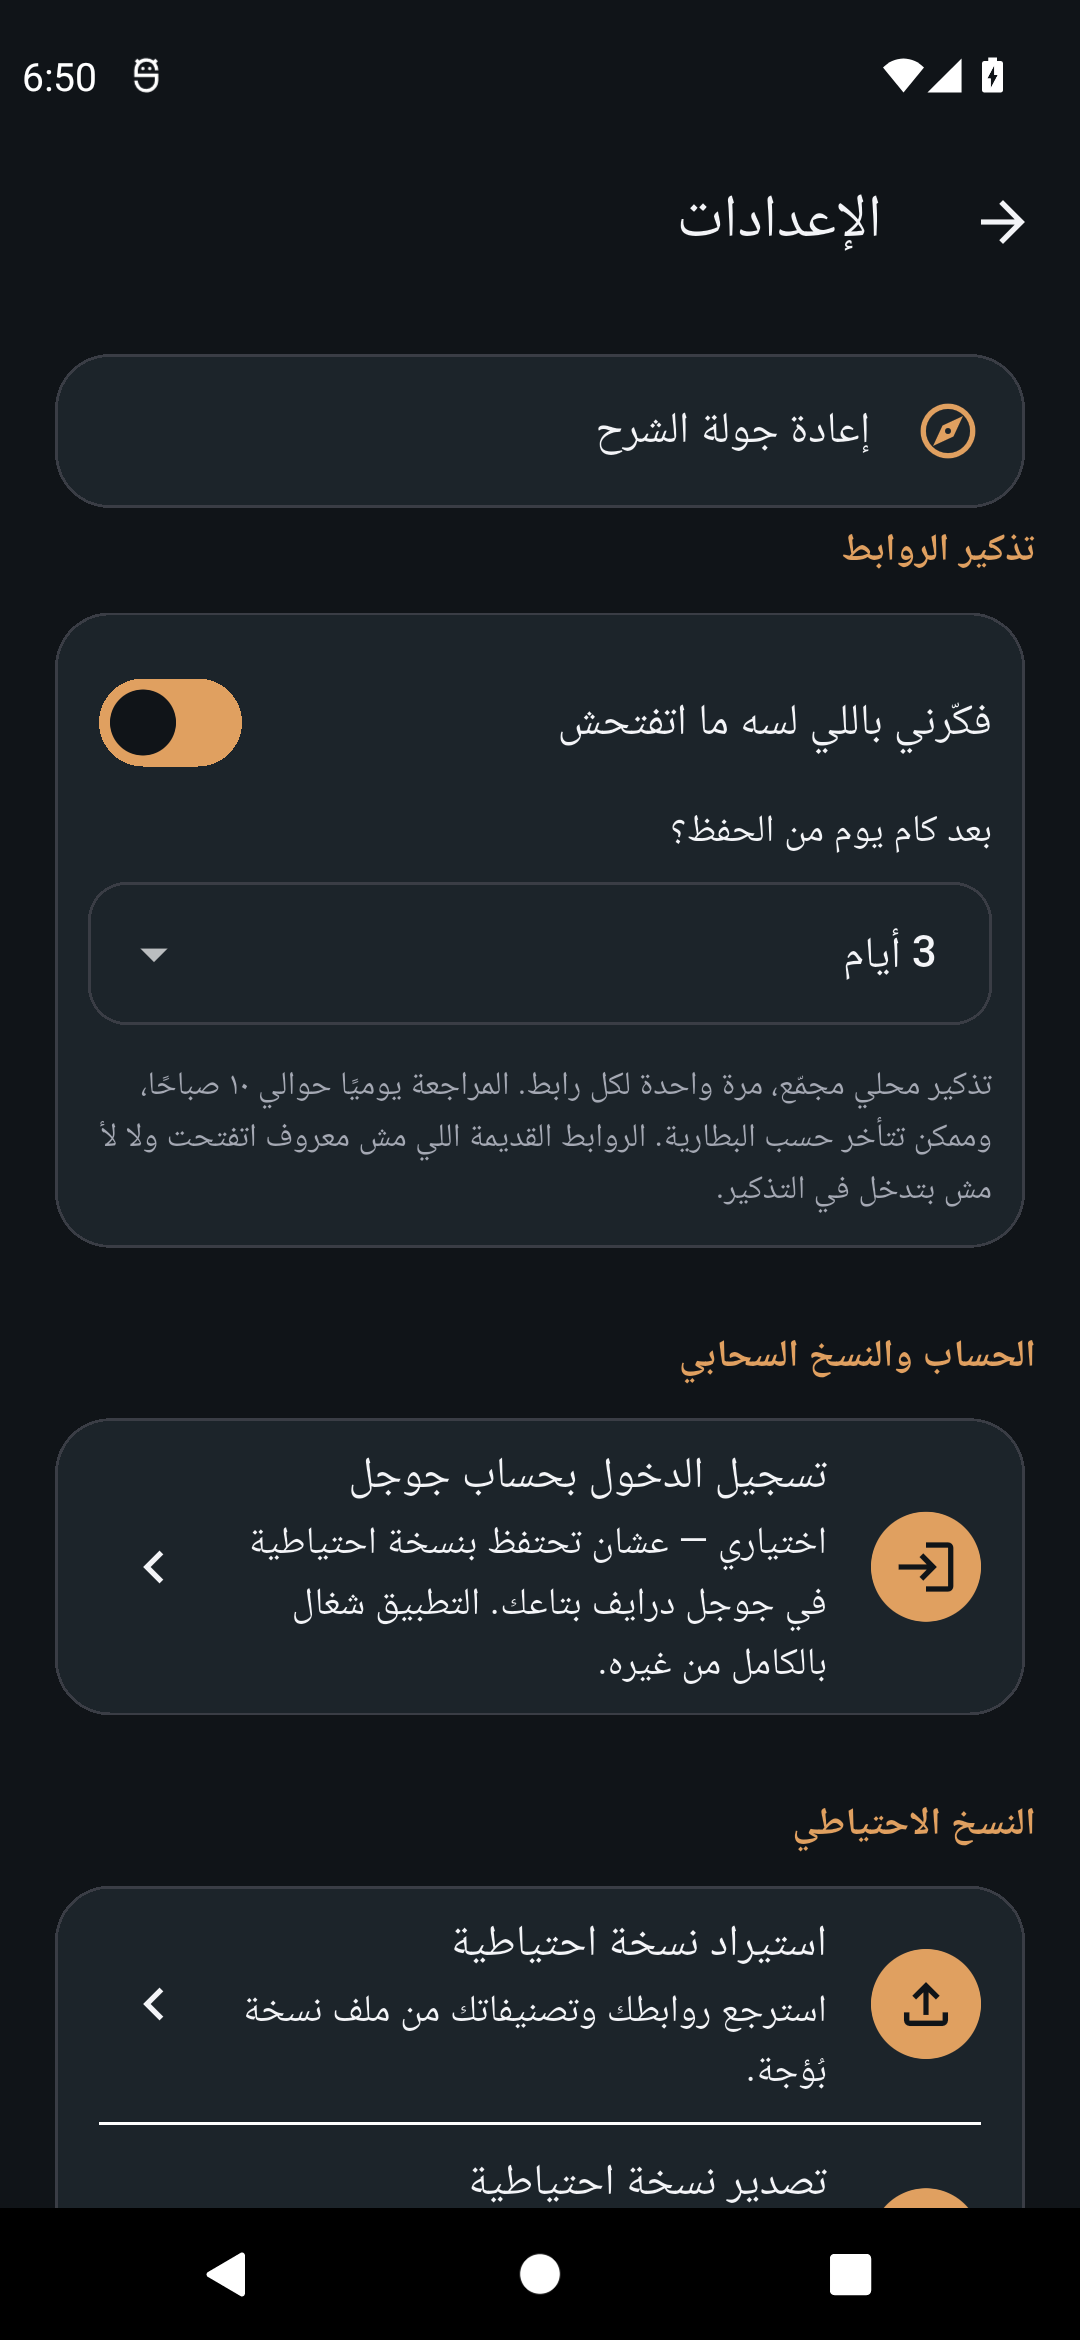 6:50
الإعدادات
إعادة جولة الشرح
تذكير الروابط
فكّرني باللي لسه ما اتفتحش
بعد كام يوم من الحفظ؟
3 أيام
تذكير محلي مجمّع، مرة واحدة لكل رابط. المراجعة يوميًا حوالي ١٠ صباحًا،
وممكن تتأخر حسب البطارية. الروابط القديمة اللي مش معروف اتفتحت ولا لأ
مش بتدخل في التذكير.
الحساب والنسخ السحابي
تسجيل الدخول بحساب جوجل
اختياري — عشان تحتفظ بنسخة احتياطية
في جوجل درايف بتاعك. التطبيق شغال
بالكامل من غيره.
النسخ الاحتياطي
استيراد نسخة احتياطية
استرجع روابطك وتصنيفاتك من ملف نسخة
بُؤجة.
تصدير نسخة احتياطية